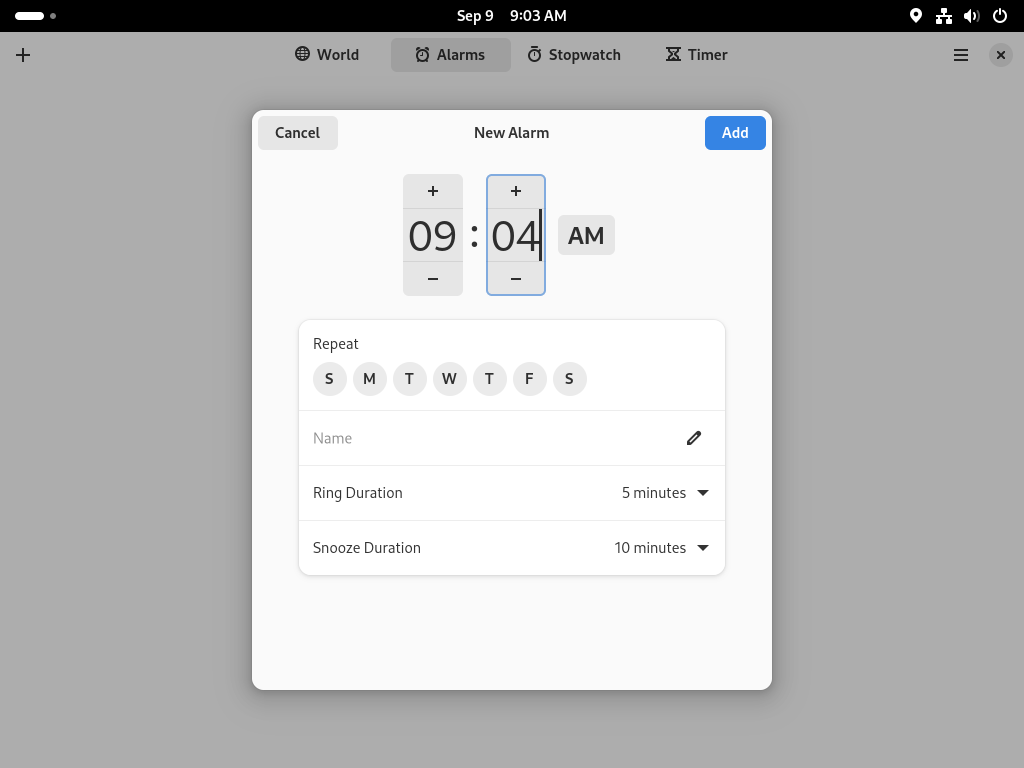 Sep 9 9:03 AM
World Alarms Stopwatch Timer
Cancel New Alarm Add
+ +
09 : 04 AM
− −
Repeat
S M T W T F S
Name
Ring Duration 5 minutes
Snooze Duration 10 minutes